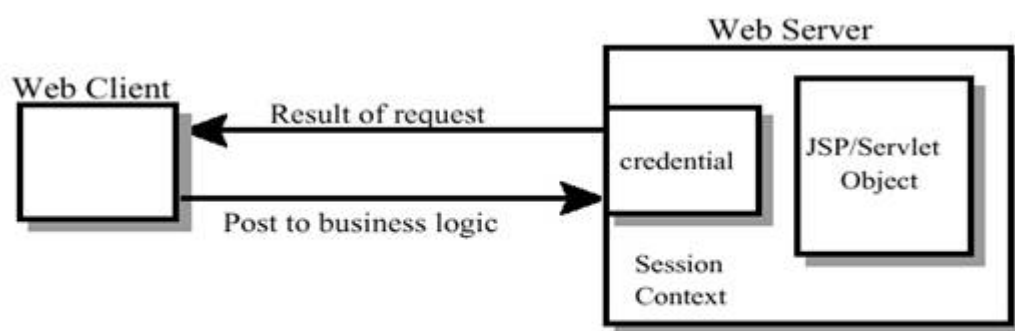 Web Server
Web Client
Result of request
credential
JSP/Servlet
Object
Post to business logic
Session
Context